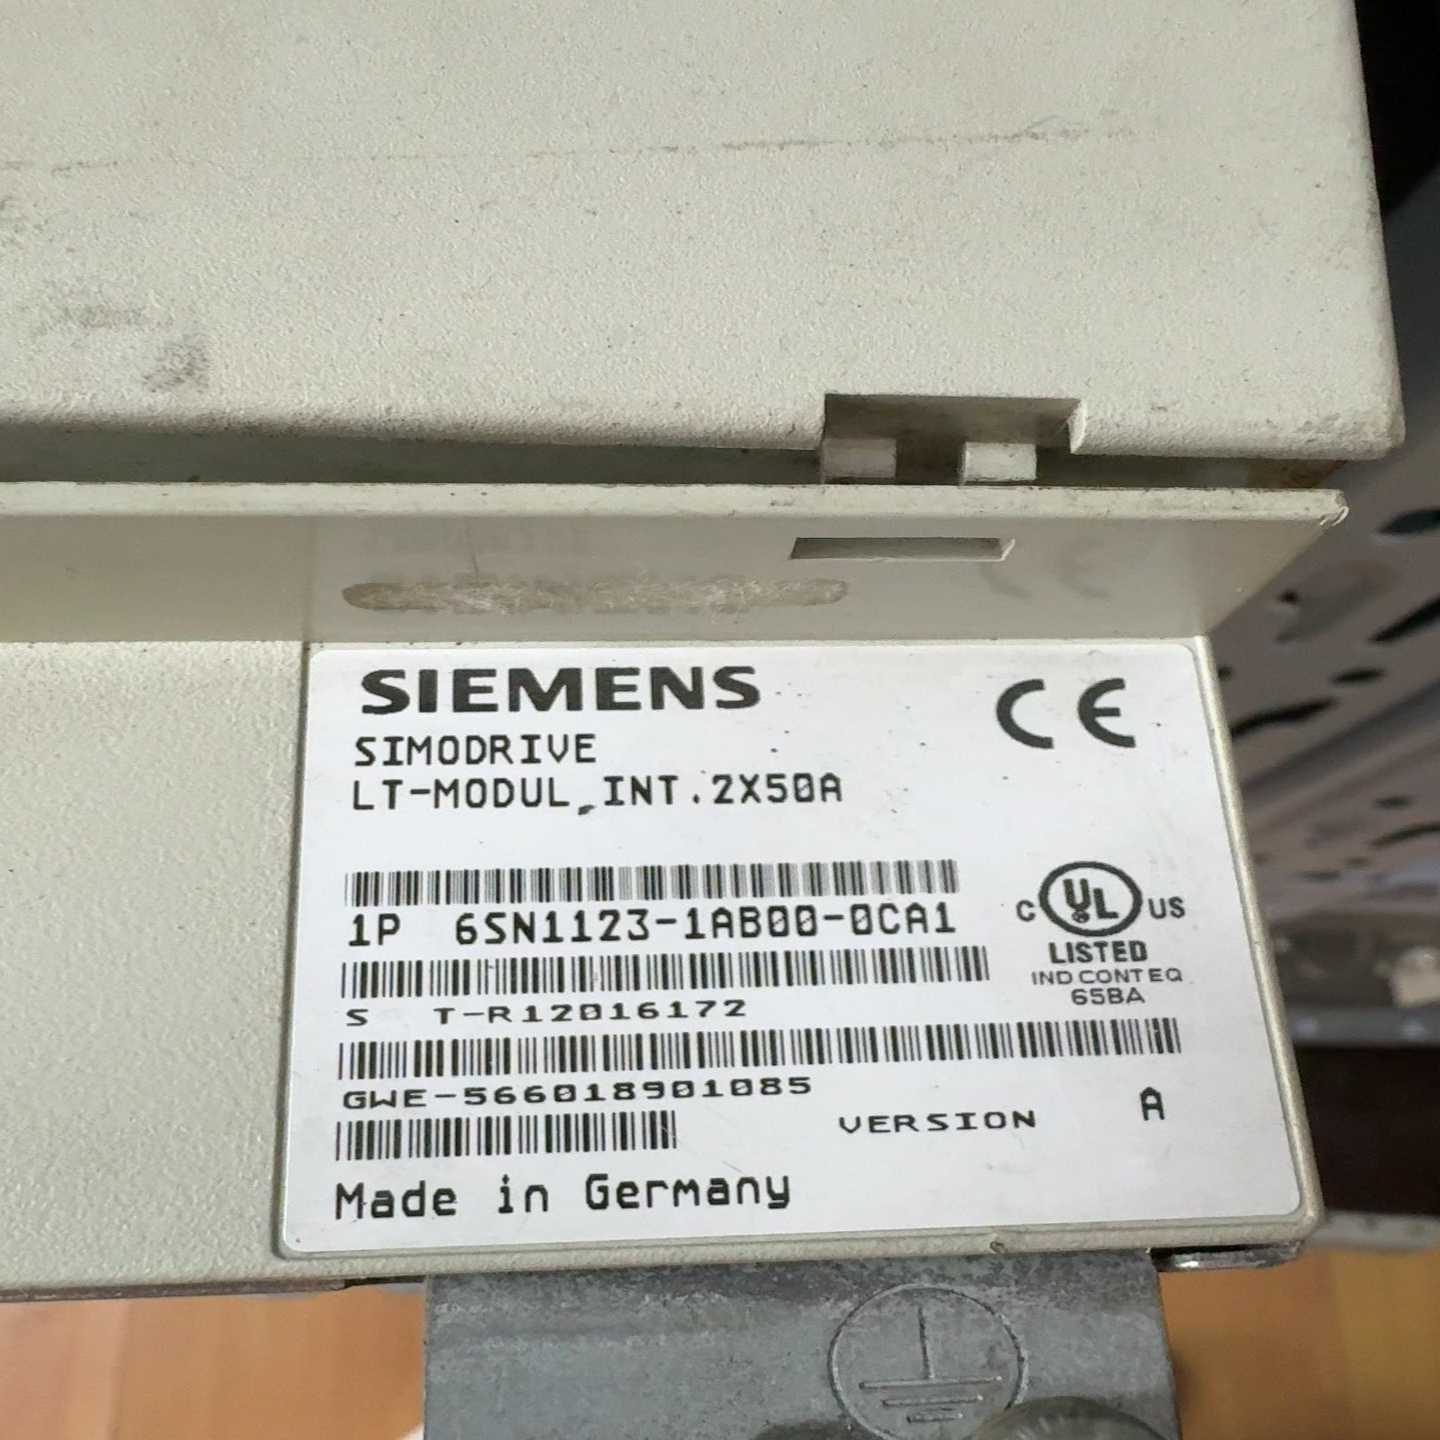 SIEMENS
CE
SIMODRIVE
LT-MODUL, INT.2X50A
1P 6SN1123-1AB00-0CA1
C UL US
LISTED
IND CONT EQ
65BA
S T-R12016172
GWE-566018901085
VERSION A
Made in Germany